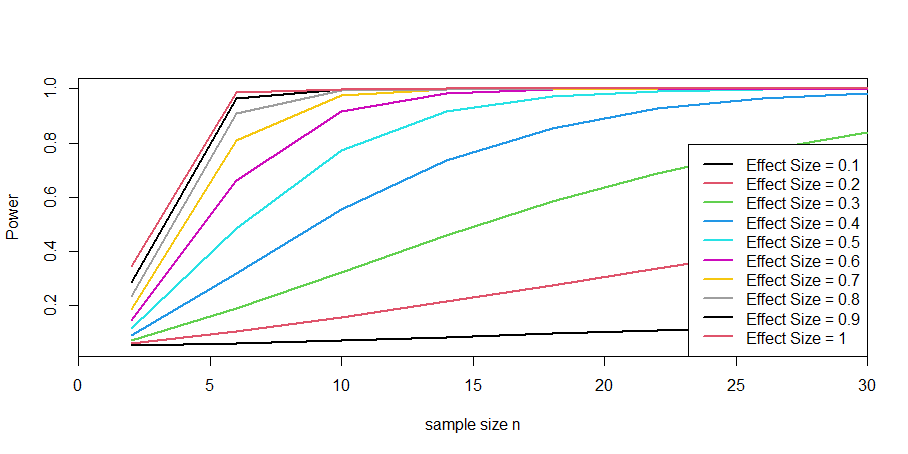 1.0
0.8
0.6
0.4
0.2
Power
Effect Size = 0.1
Effect Size = 0.2
Effect Size = 0.3
Effect Size = 0.4
Effect Size = 0.5
Effect Size = 0.6
Effect Size = 0.7
Effect Size = 0.8
Effect Size = 0.9
Effect Size = 1
0 5 10 15 20 25 30
sample size n